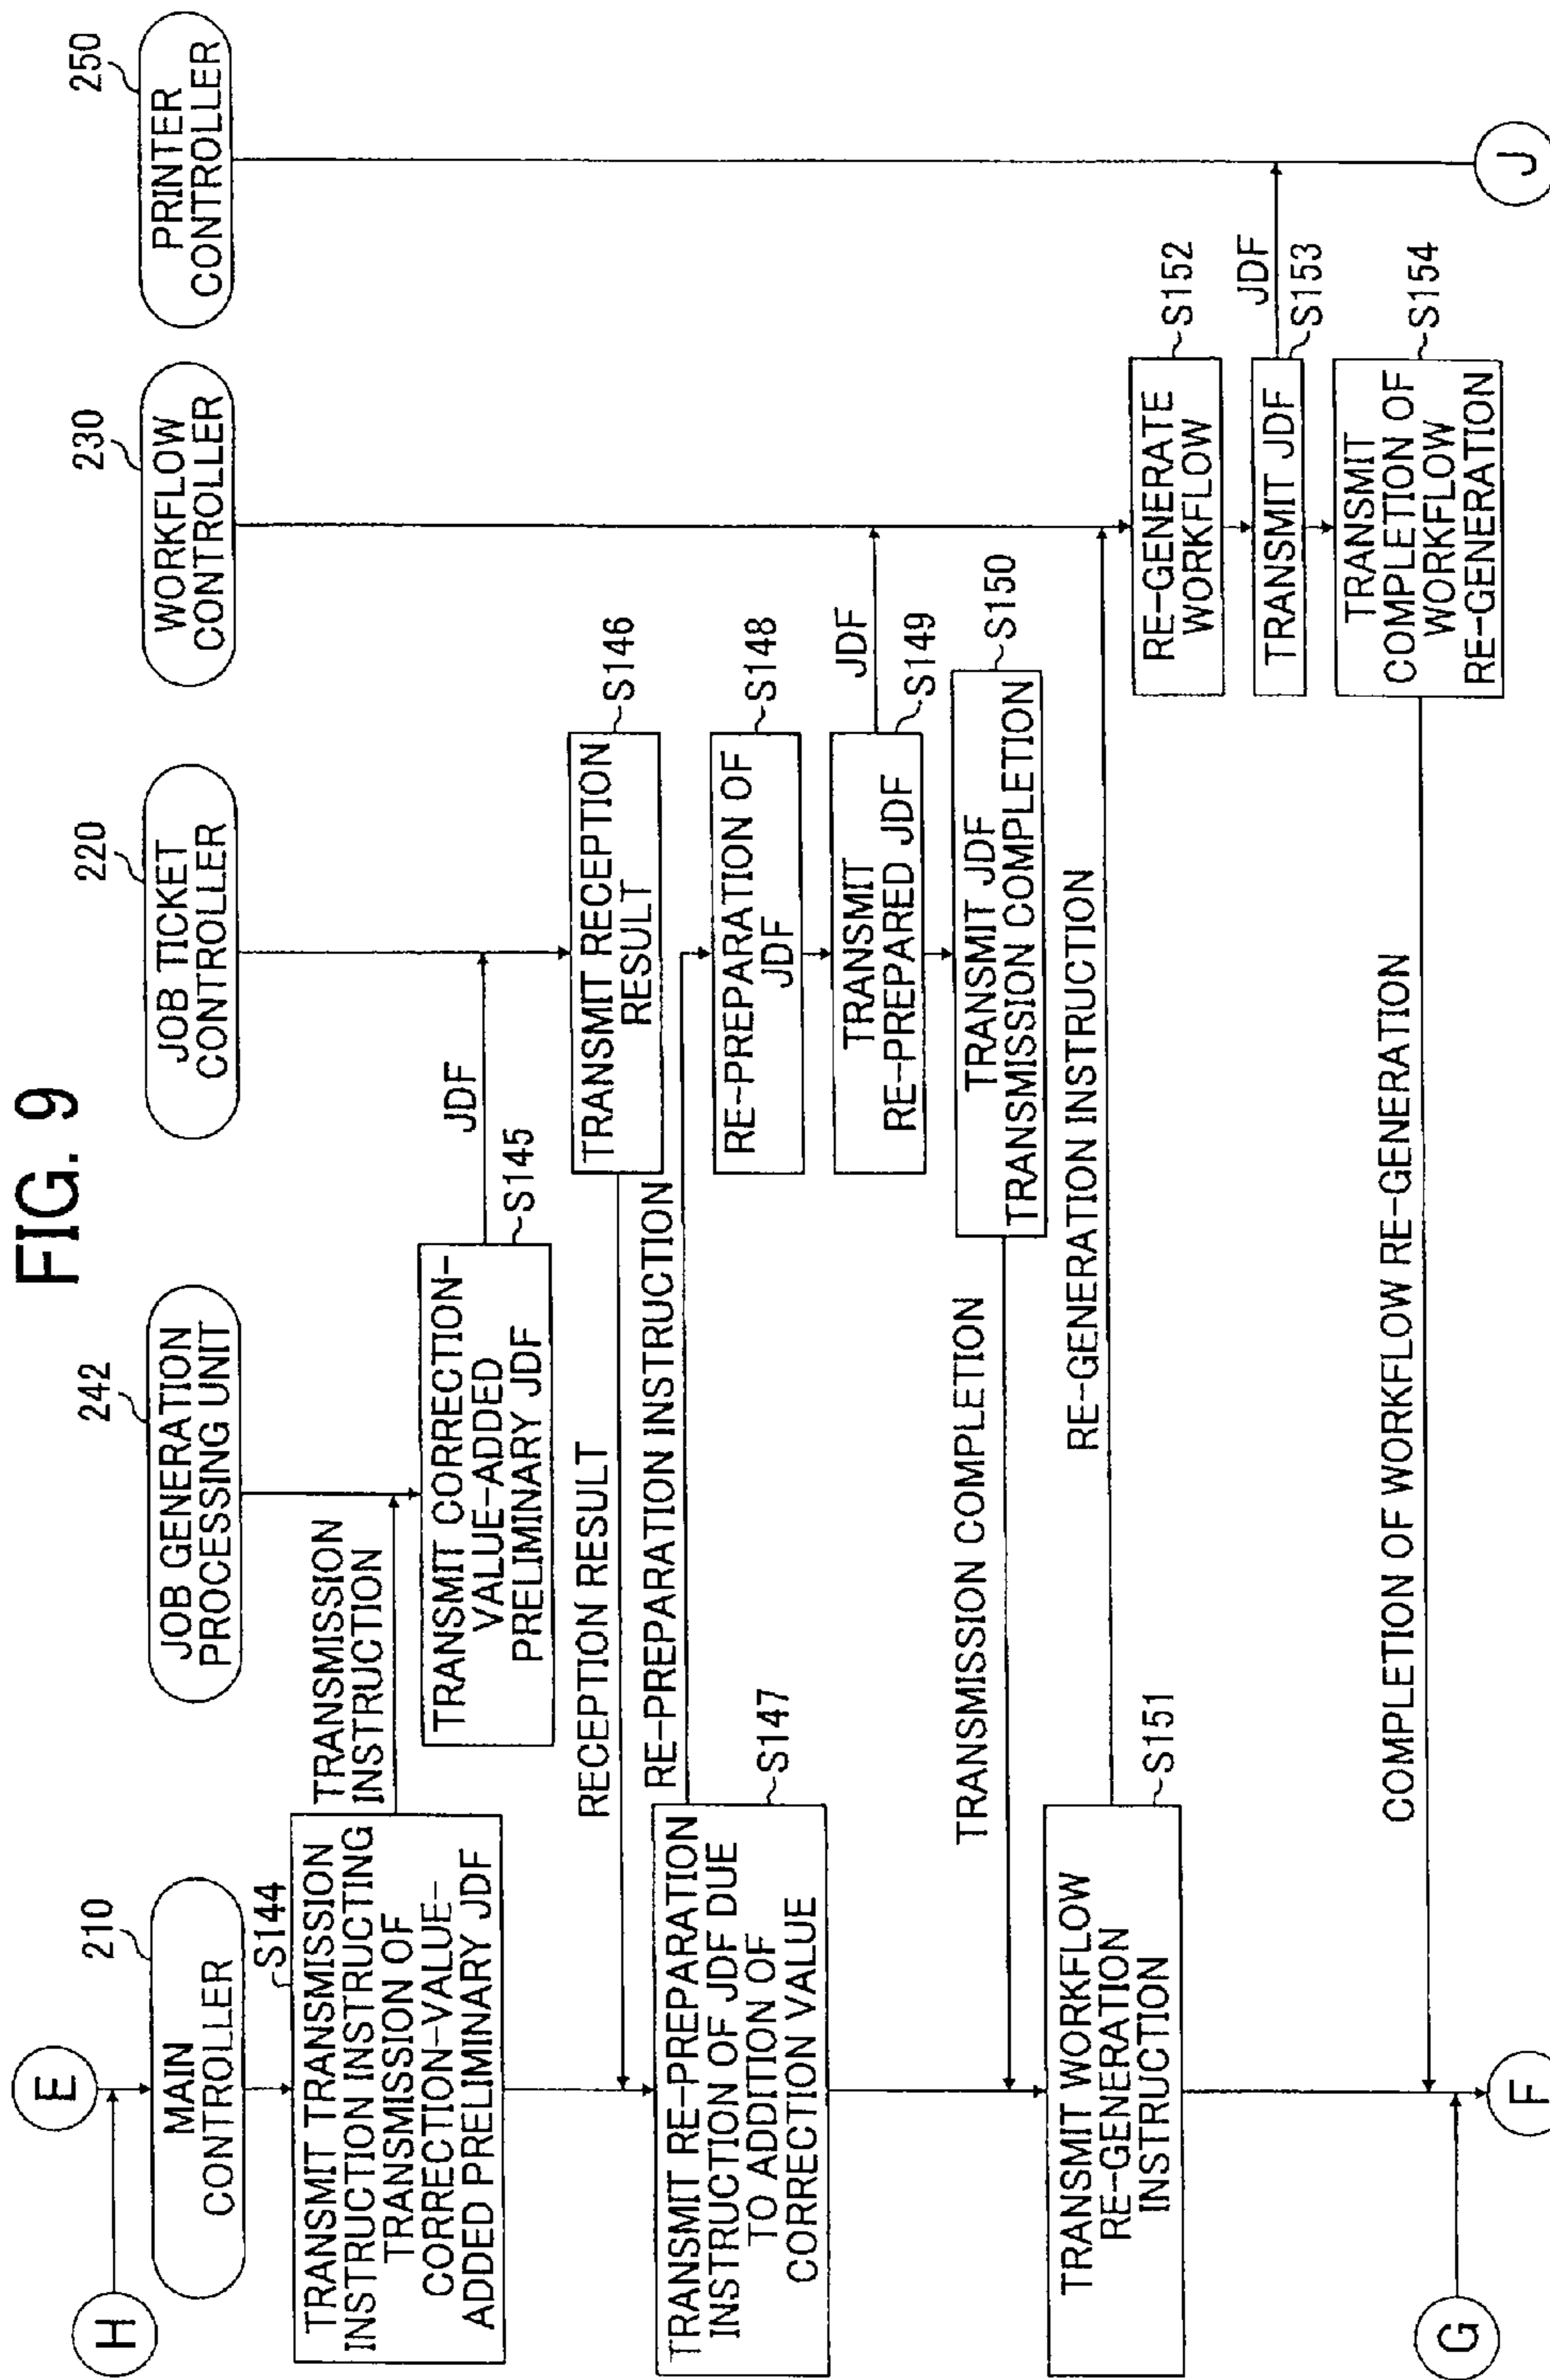 FIG. 9
E
H
210
MAIN
CONTROLLER
242
JOB GENERATION
PROCESSING UNIT
220
JOB TICKET
CONTROLLER
230
WORKFLOW
CONTROLLER
250
PRINTER
CONTROLLER
S144
TRANSMIT TRANSMISSION
INSTRUCTION INSTRUCTING
TRANSMISSION OF
CORRECTION-VALUE-
ADDED PRELIMINARY JDF
TRANSMISSION
INSTRUCTION
TRANSMIT CORRECTION-
VALUE-ADDED
PRELIMINARY JDF
S145
JDF
TRANSMIT RECEPTION
RESULT
S146
RECEPTION RESULT
TRANSMIT RE-PREPARATION
INSTRUCTION OF JDF DUE
TO ADDITION OF
CORRECTION VALUE
S147
RE-PREPARATION INSTRUCTION
RE-PREPARATION OF
JDF
S148
TRANSMIT
RE-PREPARED JDF
S149
JDF
TRANSMIT JDF
TRANSMISSION COMPLETION
S150
TRANSMISSION COMPLETION
TRANSMIT WORKFLOW
RE-GENERATION
INSTRUCTION
S151
RE-GENERATION INSTRUCTION
RE-GENERATE
WORKFLOW
S152
TRANSMIT JDF
S153
JDF
TRANSMIT
COMPLETION OF
WORKFLOW
RE-GENERATION
S154
COMPLETION OF WORKFLOW RE-GENERATION
G
F
J